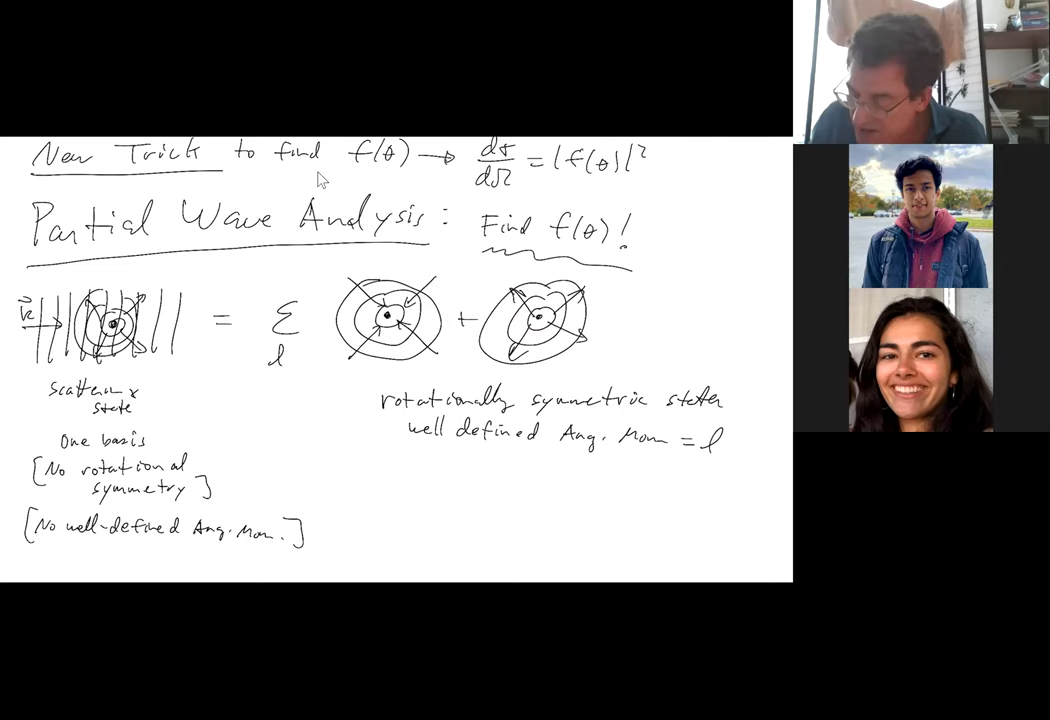 New Trick to find f(θ) → dσ/dΩ = |f(θ)|²
Partial Wave Analysis: Find f(θ)!
k⃗ = Σ +
l
scattering
state
rotationally symmetric states
well defined Ang. Mom = l
One basis
[No rotational
symmetry]
[No well-defined Ang. Mom.]